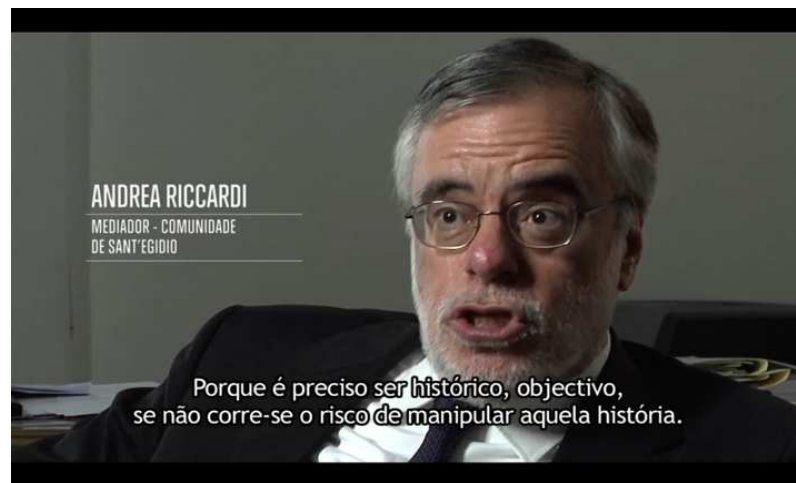 ANDREA RICCARDI
MEDIADOR - COMUNIDADE
DE SANT'EGIDIO
Porque é preciso ser histórico, objectivo,
se não corre-se o risco de manipular aquela história.